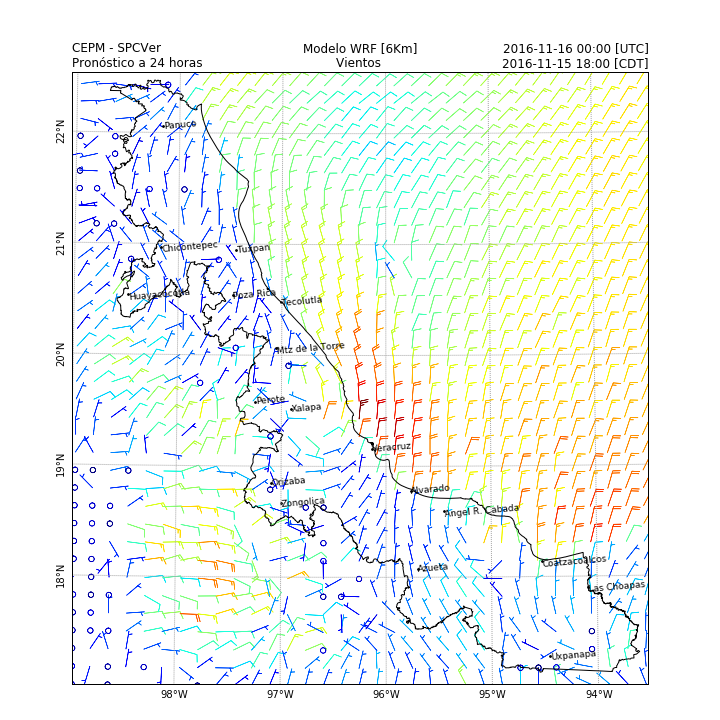 CEPM - SPCVer Modelo WRF [6Km] 2016-11-16 00:00 [UTC]
Pronóstico a 24 horas Vientos 2016-11-15 18:00 [CDT]
22°N
Panuco
21°N
Chicontepec Tuxpan
Huayacocotla Poza Rica Tecolutla
20°N
Mtz de la Torre
Perote Xalapa
Veracruz
19°N
Orizaba Alvarado
Zongolica Angel R. Cabada
18°N
Azueta Coatzacoalcos
Las Choapas
Uxpanapa
98°W 97°W 96°W 95°W 94°W